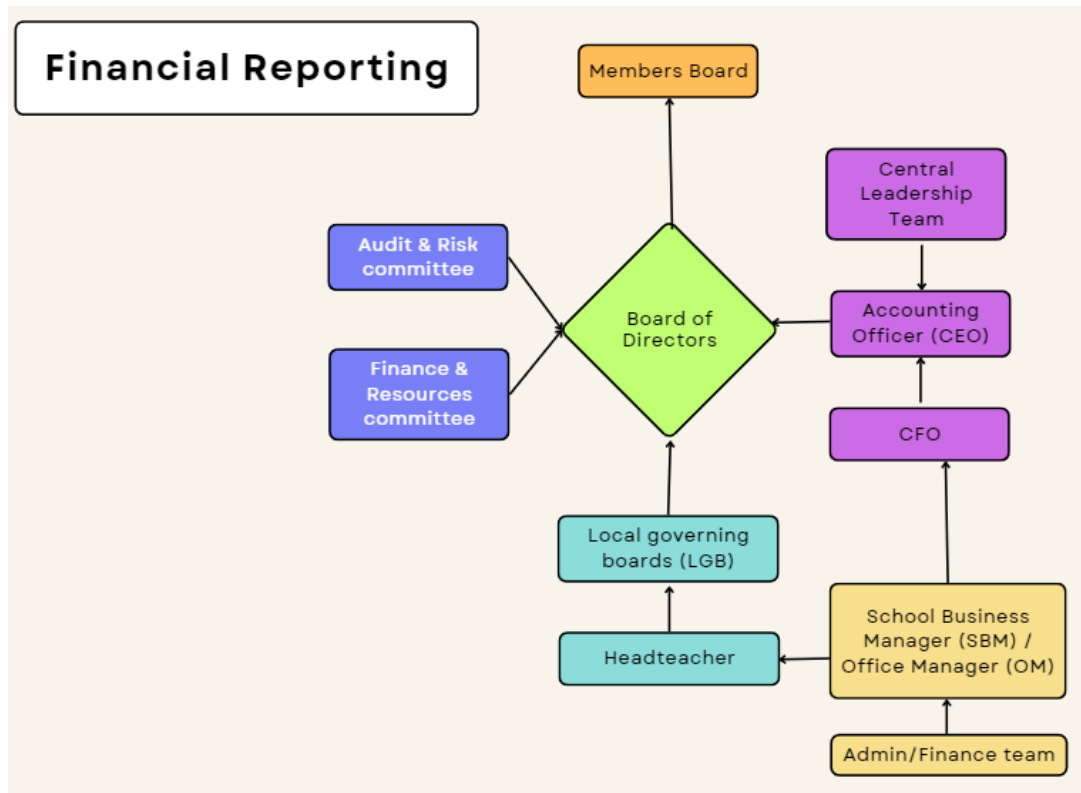 Financial Reporting
Members Board
Central
Leadership
Team
Audit & Risk
committee
Board of
Directors
Accounting
Officer (CEO)
Finance &
Resources
committee
CFO
Local governing
boards (LGB)
School Business
Manager (SBM) /
Office Manager (OM)
Headteacher
Admin/Finance team